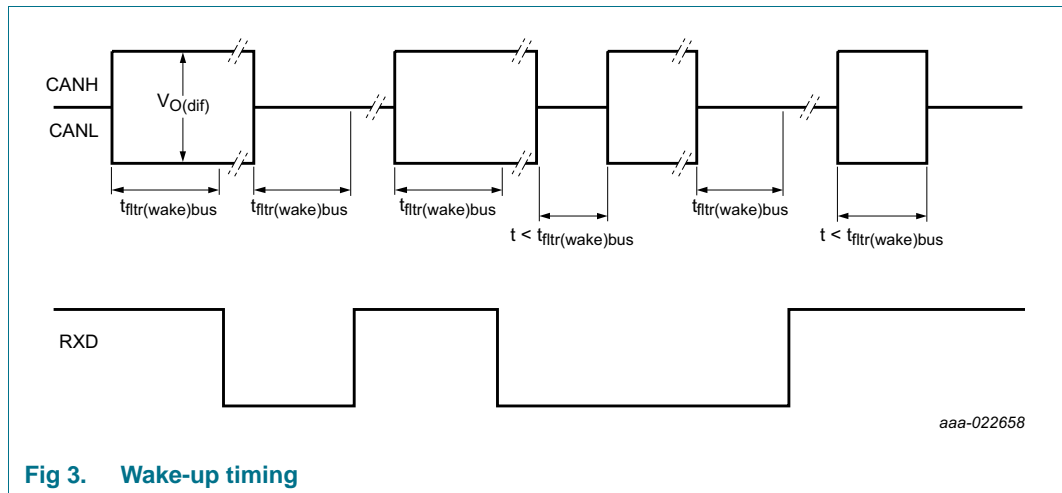 CANH
CANL
VO(dif)
tfltr(wake)bus
tfltr(wake)bus
tfltr(wake)bus
t < tfltr(wake)bus
tfltr(wake)bus
t < tfltr(wake)bus
RXD
aaa-022658
Fig 3. Wake-up timing